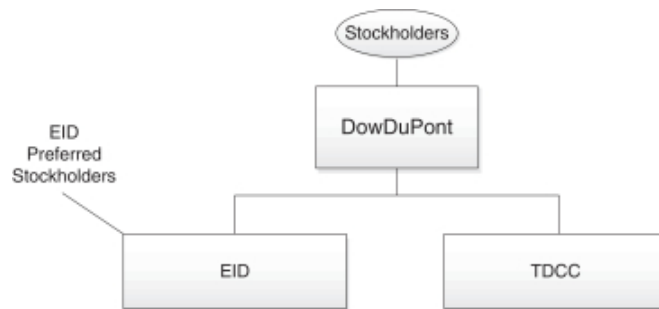 Stockholders
DowDuPont
EID
Preferred
Stockholders
EID
TDCC